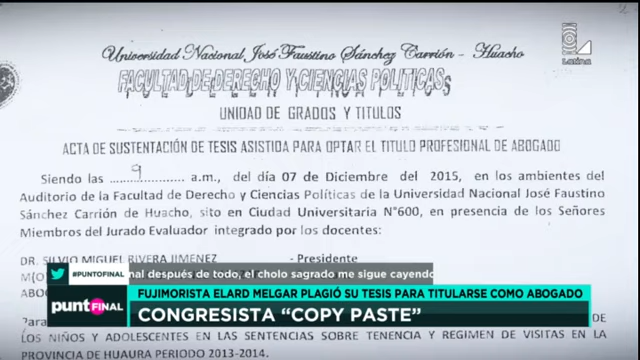 Latina
Universidad Nacional José Faustino Sánchez Carrión - Huacho
FACULTAD DE DERECHO Y CIENCIAS POLITICAS
UNIDAD DE GRADOS Y TITULOS
ACTA DE SUSTENTACIÓN DE TESIS ASISTIDA PARA OPTAR EL TITULO PROFESIONAL DE ABOGADO
Siendo las 9 a.m., del día 07 de Diciembre del 2015, en los ambientes del
Auditorio de la Facultad de Derecho y Ciencias Políticas de la Universidad Nacional José Faustino
Sánchez Carrión de Huacho, sito en Ciudad Universitaria N°600, en presencia de los Señores
Miembros del Jurado Evaluador integrado por los docentes:
DR. SILVIO MIGUEL RIVERA JIMENEZ - Presidente
#PUNTOFINAL nal después de todo, el cholo sagrado me sigue cayendo
ABO
FUJIMORISTA ELARD MELGAR PLAGIÓ SU TESIS PARA TITULARSE COMO ABOGADO
punto FINAL
CONGRESISTA “COPY PASTE”
Para
DE
LOS NIÑOS Y ADOLESCENTES EN LAS SENTENCIAS SOBRE TENENCIA Y REGIMEN DE VISITAS EN LA
PROVINCIA DE HUAURA PERIODO 2013-2014.